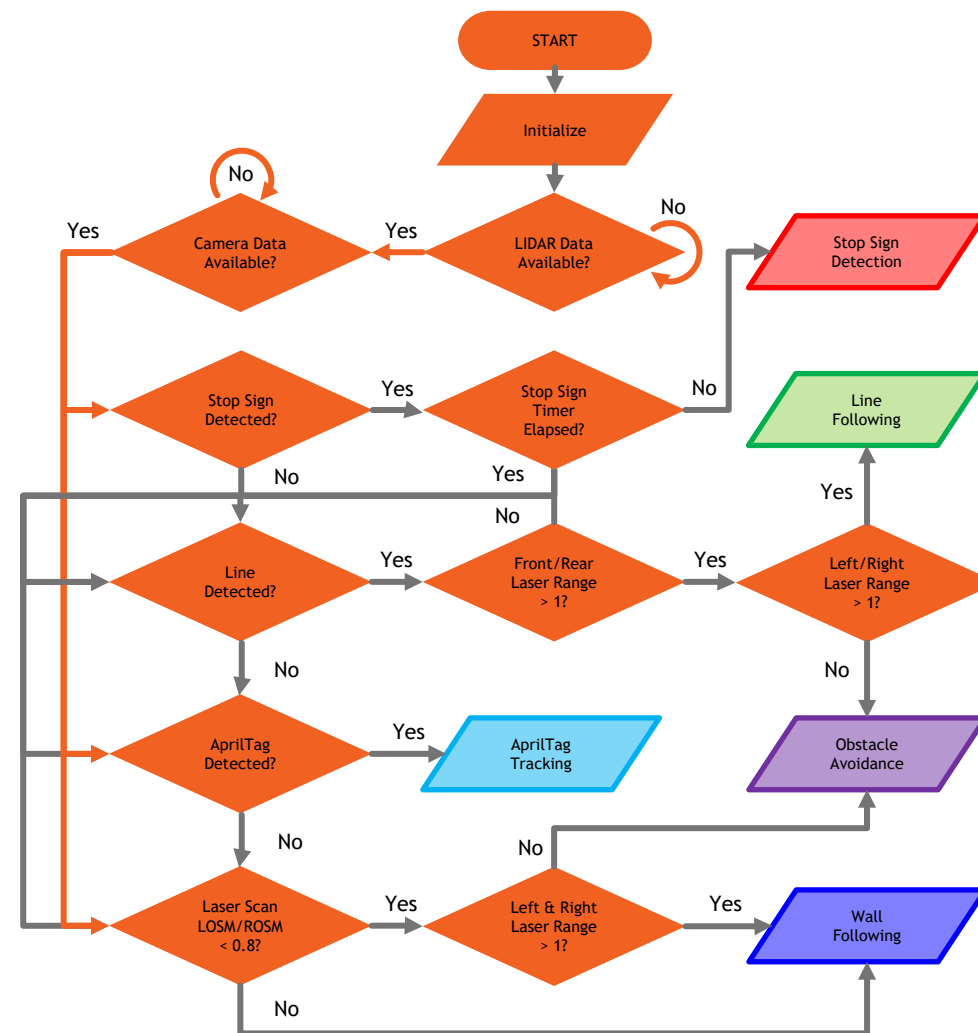 START
Initialize
No
No
Yes
Camera Data
Available?
Yes
LIDAR Data
Available?
Stop Sign
Detection
Stop Sign
Detected?
Yes
Stop Sign
Timer
Elapsed?
No
Line
Following
No
Yes
Yes
No
Line
Detected?
Yes
Front/Rear
Laser Range
> 1?
Yes
Left/Right
Laser Range
> 1?
No
No
AprilTag
Detected?
Yes
AprilTag
Tracking
Obstacle
Avoidance
No
No
Laser Scan
LOSM/ROSM
< 0.8?
Yes
Left & Right
Laser Range
> 1?
Yes
Wall
Following
No